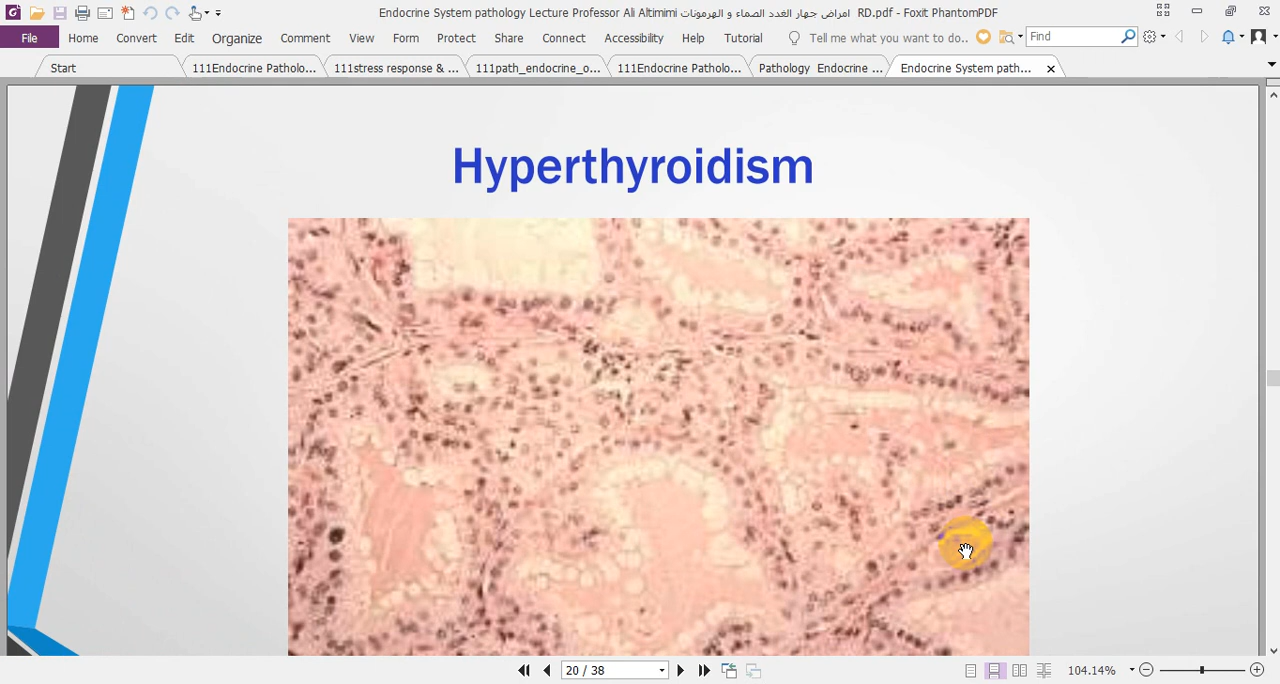 Endocrine System pathology Lecture Professor Ali Altimimi امراض جهار الغدد الصماء و الهرمونات RD.pdf - Foxit PhantomPDF
File Home Convert Edit Organize Comment View Form Protect Share Connect Accessibility Help Tutorial Tell me what you want to do.. Find
Start 111Endocrine Patholo... 111stress response & ... 111path_endocrine_o... 111Endocrine Patholo... Pathology Endocrine ... Endocrine System path...
Hyperthyroidism
20 / 38 104.14%